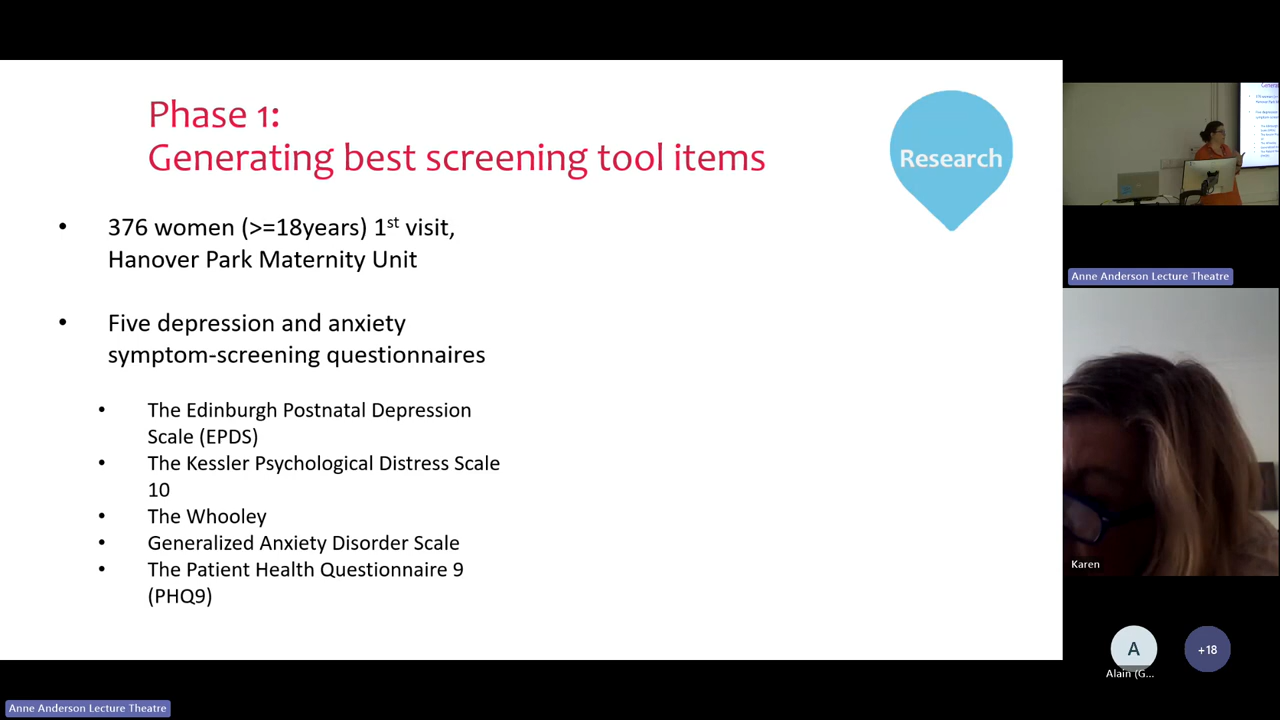 Phase 1:
Generating best screening tool items
Research
• 376 women (>=18years) 1st visit,
Hanover Park Maternity Unit
• Five depression and anxiety
symptom-screening questionnaires
• The Edinburgh Postnatal Depression
Scale (EPDS)
• The Kessler Psychological Distress Scale
10
• The Whooley
• Generalized Anxiety Disorder Scale
• The Patient Health Questionnaire 9
(PHQ9)
Anne Anderson Lecture Theatre
Karen
A
Alain (G...
+18
Anne Anderson Lecture Theatre